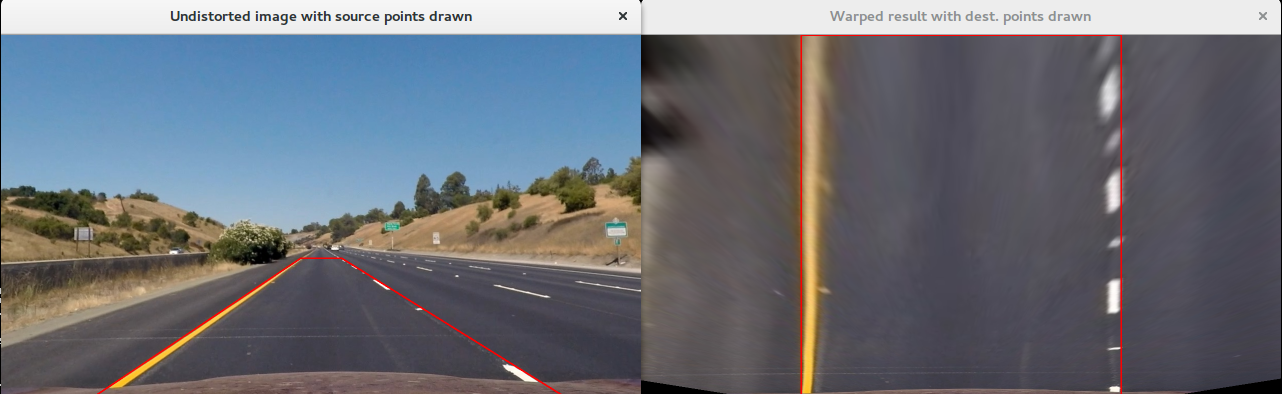 Undistorted image with source points drawn ×
Warped result with dest. points drawn ×